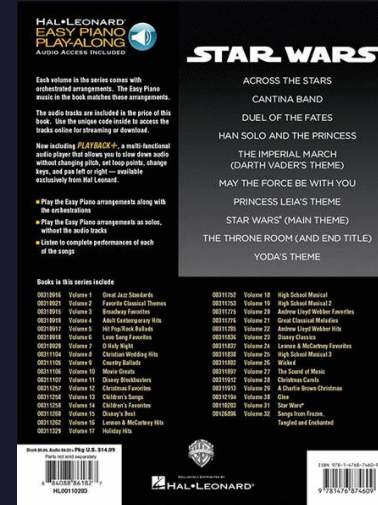 HAL•LEONARD®
EASY PIANO
PLAY-ALONG
AUDIO ACCESS INCLUDED
Each volume in the series comes with
orchestrated arrangements. The Easy Piano
music in the book matches these arrangements.
The audio tracks are included in the price of this
book. Use the unique code inside to access the
tracks online for streaming or download.
Now including PLAYBACK+, a multi-functional
audio player that allows you to slow down audio
without changing pitch, set loop points, change
keys, and pan left or right — available
exclusively from Hal Leonard.
Play the Easy Piano arrangements along with
the orchestrations
Play the Easy Piano arrangements as solos,
without the audio tracks
Listen to complete performances of each
of the songs
STAR WARS
ACROSS THE STARS
CANTINA BAND
DUEL OF THE FATES
HAN SOLO AND THE PRINCESS
THE IMPERIAL MARCH
(DARTH VADER'S THEME)
MAY THE FORCE BE WITH YOU
PRINCESS LEIA'S THEME
STAR WARS® (MAIN THEME)
THE THRONE ROOM (AND END TITLE)
YODA'S THEME
Books in this series include
Volume 1 Great Jazz Standards
Volume 2 Favorite Classical Themes
Volume 3 Broadway Favorites
Volume 4 Adult Contemporary Hits
Volume 5 Hit Pop/Rock Ballads
Volume 6 Love Song Favorites
Volume 7 O Holy Night
Volume 8 Christian Wedding Hits
Volume 9 Country Ballads
Volume 10 Movie Greats
Volume 11 Disney Blockbusters
Volume 12 Christmas Favorites
Volume 13 Children's Songs
Volume 14 Children's Favorites
Volume 15 Disney's Best
Volume 16 Lennon & McCartney Hits
Volume 17 Holiday Hits
Volume 18 High School Musical
Volume 19 High School Musical 2
Volume 20 Andrew Lloyd Webber Favorites
Volume 21 Great Classical Melodies
Volume 22 Andrew Lloyd Webber Hits
Volume 23 Disney Classics
Volume 24 Lennon & McCartney Favorites
Volume 25 High School Musical 3
Volume 26 Wicked
Volume 27 The Sound of Music
Volume 28 Christmas Carols
Volume 29 A Charlie Brown Christmas
Volume 30 Glee
Volume 31 Star Wars®
Volume 32 Songs from Frozen,
Tangled and Enchanted
Pkg U.S. $14.99
Parts not sold separately
HL00110283
WB
HAL•LEONARD®